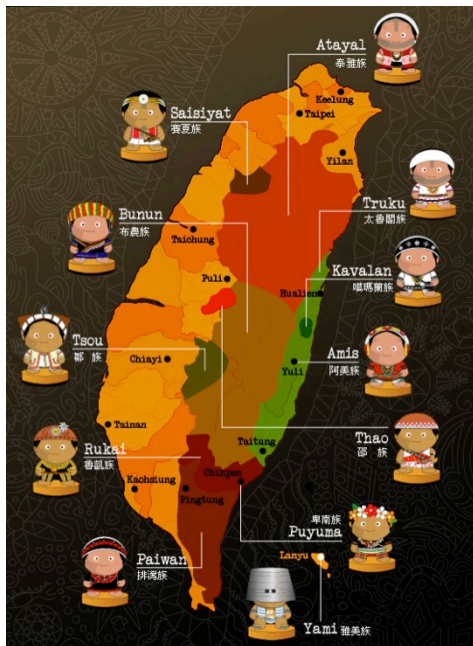 Atayal
泰雅族
Keelung
Taipei
Saisiyat
賽夏族
Yilan
Truku
太魯閣族
Bunun
布農族
Taichung
Kavalan
噶瑪蘭族
Puli
Hualien
Tsou
鄒 族
Chiayi
Amis
阿美族
Yuli
Tainan
Thao
邵 族
Rukai
魯凱族
Taitung
Chihpen
Kaohsiung
Pingtung
卑南族
Puyuma
Paiwan
排灣族
Lanyu
Yami 雅美族